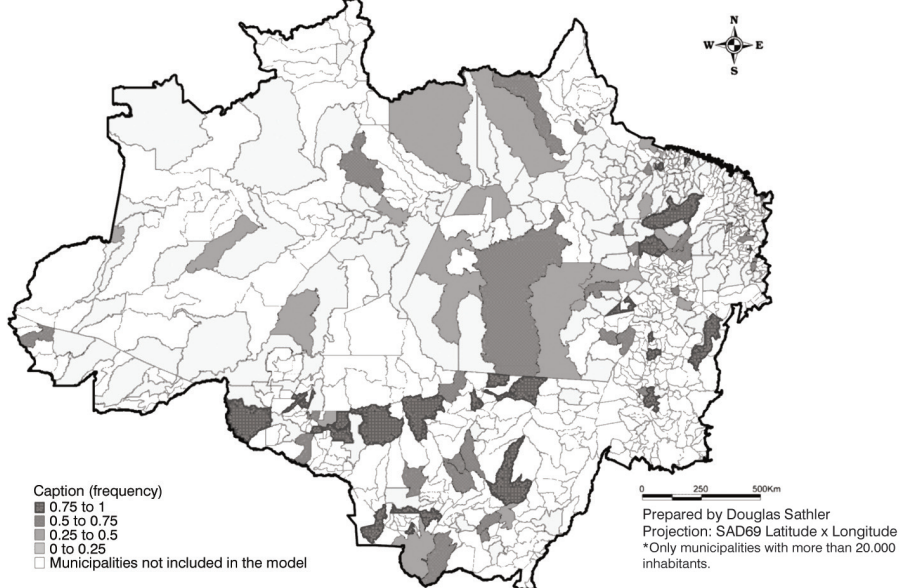 N
W E
S
Caption (frequency)
0.75 to 1
0.5 to 0.75
0.25 to 0.5
0 to 0.25
Municipalities not included in the model
0 250 500Km
Prepared by Douglas Sathler
Projection: SAD69 Latitude x Longitude
*Only municipalities with more than 20.000
inhabitants.